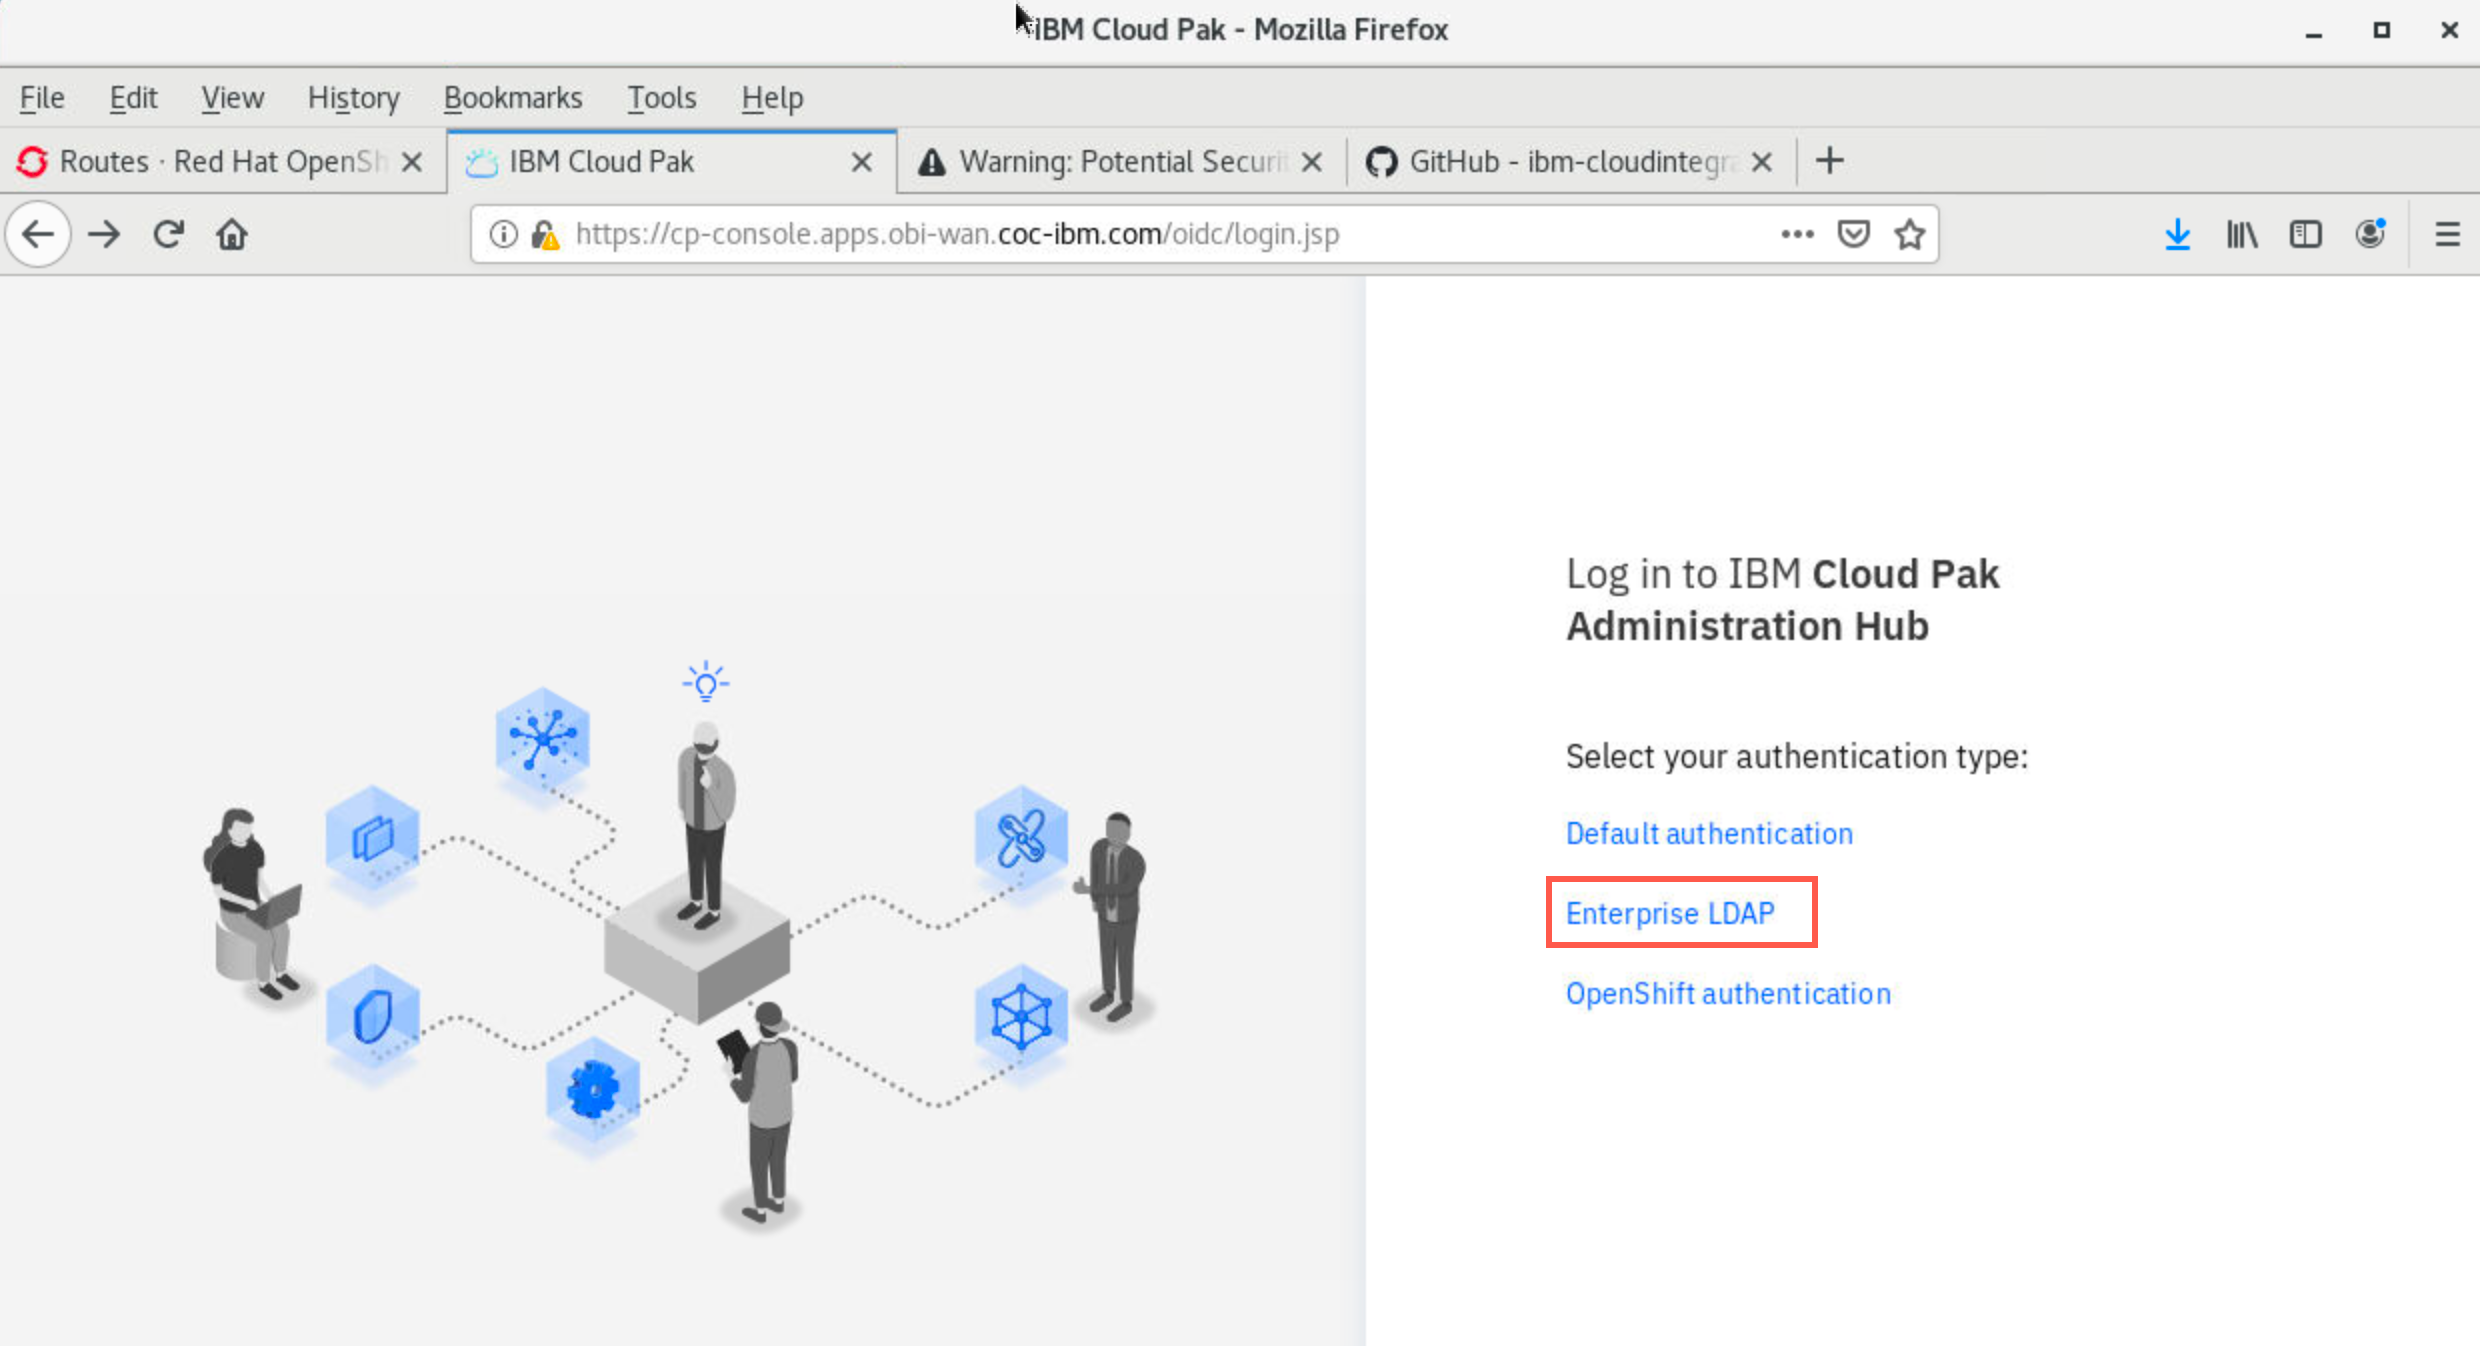 IBM Cloud Pak - Mozilla Firefox
File Edit View History Bookmarks Tools Help
Routes · Red Hat OpenSh IBM Cloud Pak Warning: Potential Securit GitHub - ibm-cloudintegra
https://cp-console.apps.obi-wan.coc-ibm.com/oidc/login.jsp
Log in to IBM Cloud Pak
Administration Hub
Select your authentication type:
Default authentication
Enterprise LDAP
OpenShift authentication